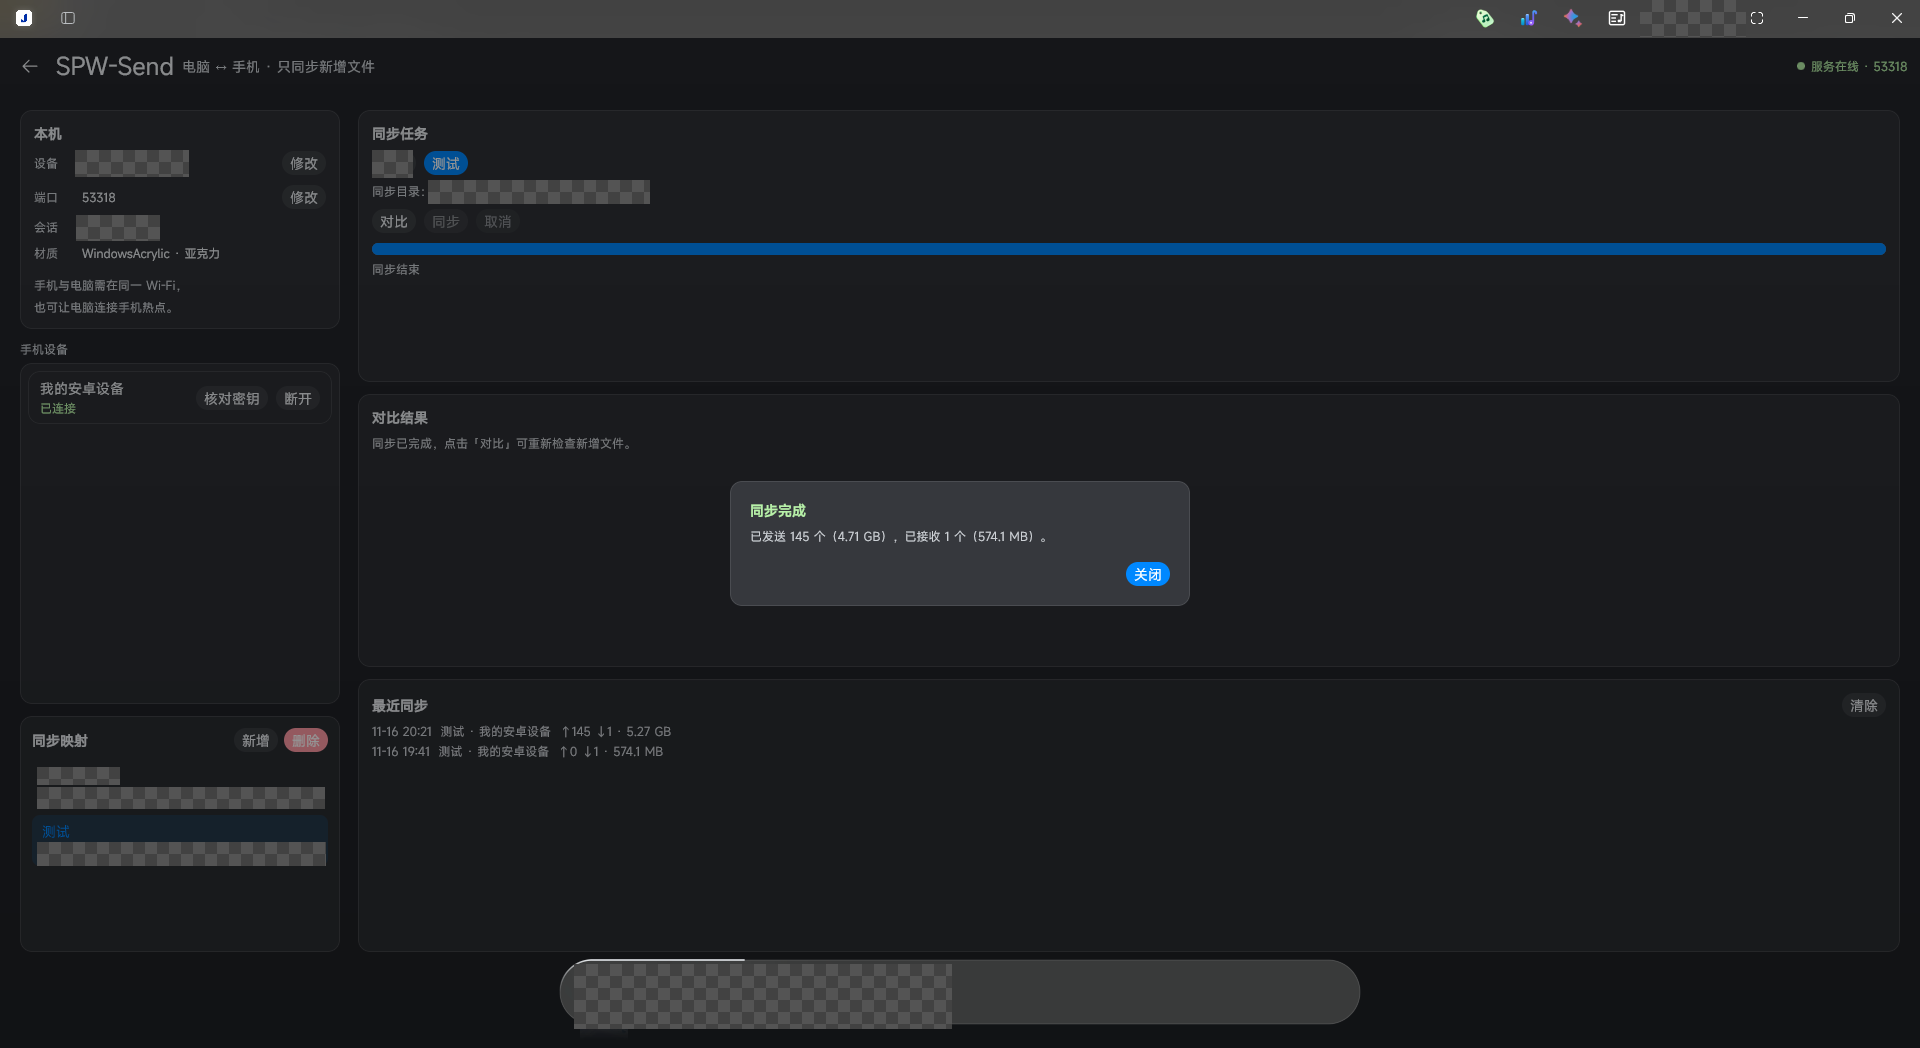 SPW-Send 电脑 ↔ 手机 · 只同步新增文件
服务在线 · 53318
本机
设备 修改
端口 53318 修改
会话
材质 WindowsAcrylic · 亚克力
手机与电脑需在同一 Wi-Fi，
也可让电脑连接手机热点。
手机设备
我的安卓设备
已连接
核对密钥 断开
同步映射 新增 删除
测试
同步任务
测试
同步目录：
对比 同步 取消
同步结束
对比结果
同步已完成，点击「对比」可重新检查新增文件。
同步完成
已发送 145 个（4.71 GB），已接收 1 个（574.1 MB）。
关闭
最近同步 清除
11-16 20:21 测试 · 我的安卓设备 ↑145 ↓1 · 5.27 GB
11-16 19:41 测试 · 我的安卓设备 ↑0 ↓1 · 574.1 MB